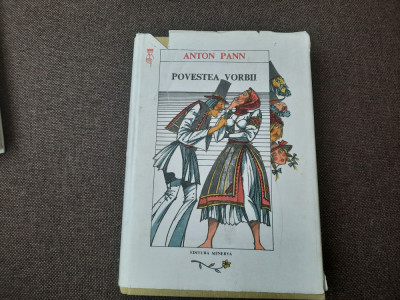 ANTON PANN
POVESTEA VORBII
EDITURA MINERVA